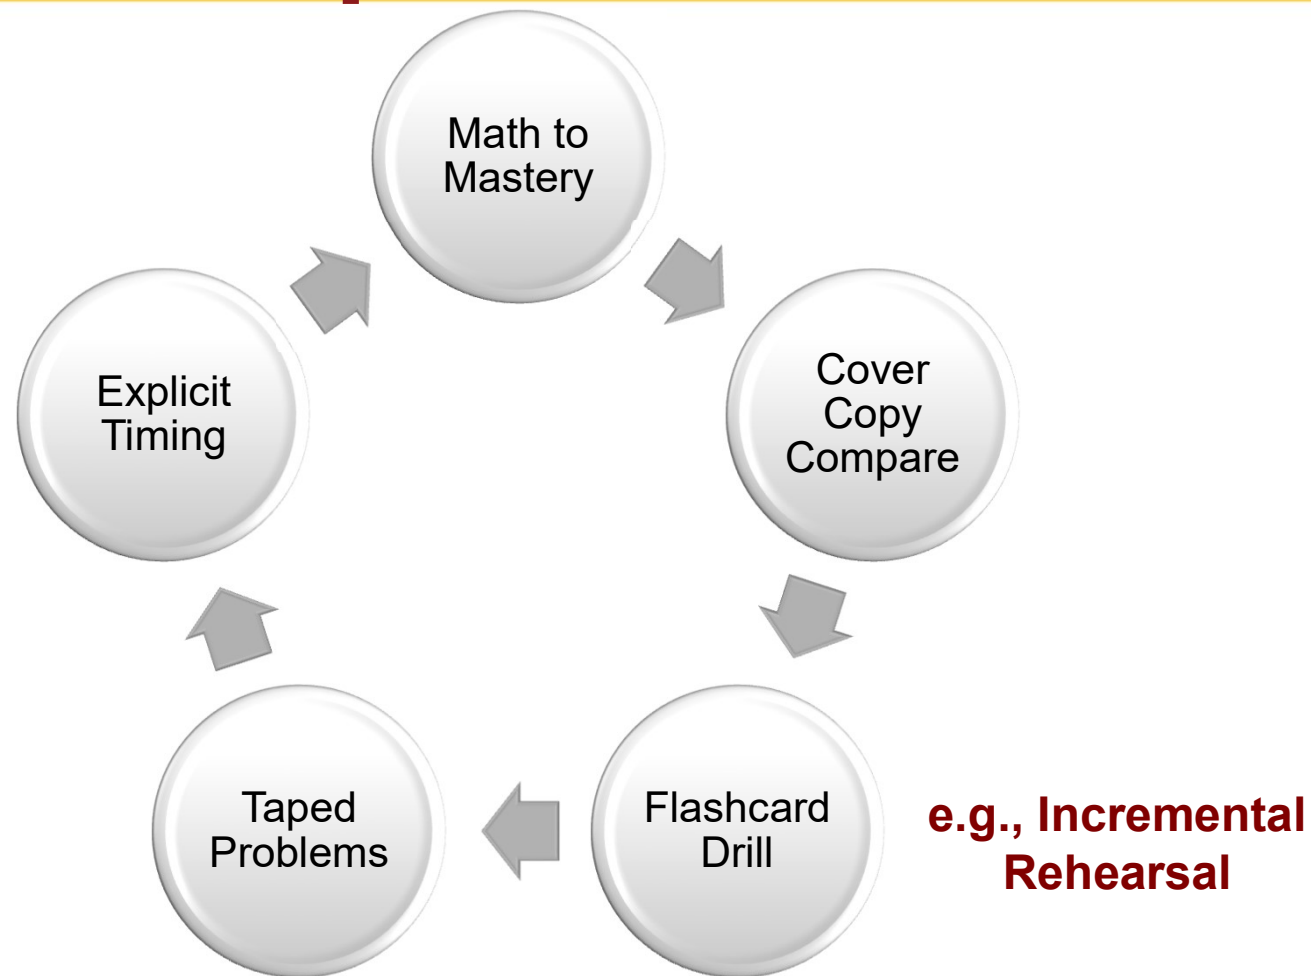 Math to
Mastery
Cover
Copy
Compare
Flashcard
Drill
e.g., Incremental
Rehearsal
Taped
Problems
Explicit
Timing